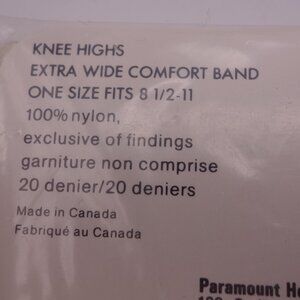 KNEE HIGHS
EXTRA WIDE COMFORT BAND
ONE SIZE FITS 8 1/2-11
100% nylon,
exclusive of findings
garniture non comprise
20 denier/20 deniers
Made in Canada
Fabriqué au Canada
Paramount